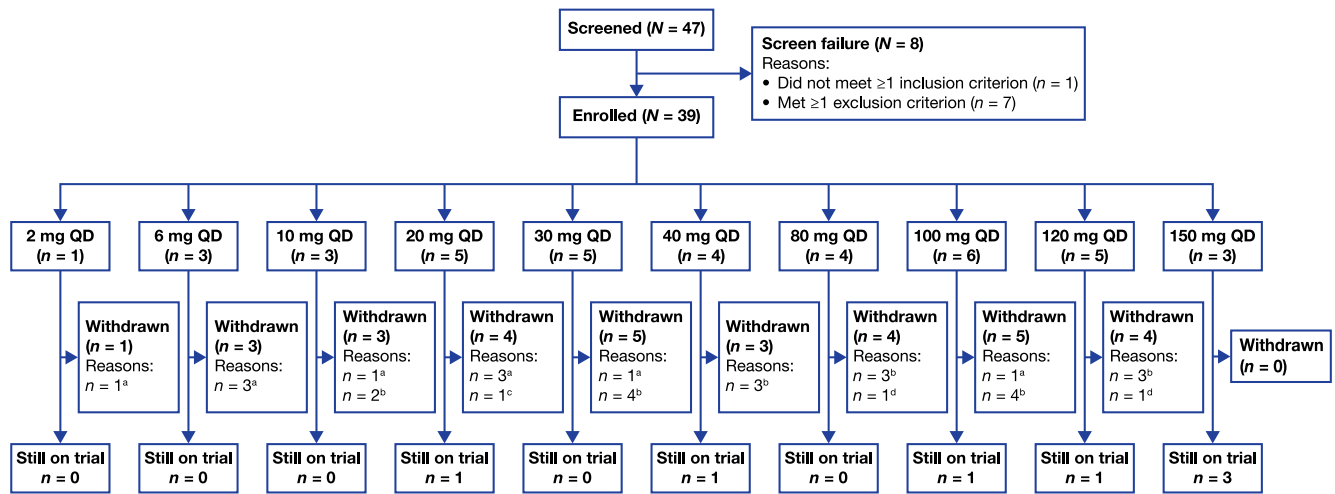 Screened (N = 47)
Screen failure (N = 8)
Reasons:
• Did not meet ≥1 inclusion criterion (n = 1)
• Met ≥1 exclusion criterion (n = 7)
Enrolled (N = 39)
2 mg QD
(n = 1)
6 mg QD
(n = 3)
10 mg QD
(n = 3)
20 mg QD
(n = 5)
30 mg QD
(n = 5)
40 mg QD
(n = 4)
80 mg QD
(n = 4)
100 mg QD
(n = 6)
120 mg QD
(n = 5)
150 mg QD
(n = 3)
Withdrawn
(n = 1)
Reasons:
n = 1ᵃ
Withdrawn
(n = 3)
Reasons:
n = 3ᵃ
Withdrawn
(n = 3)
Reasons:
n = 1ᵃ
n = 2ᵇ
Withdrawn
(n = 4)
Reasons:
n = 3ᵃ
n = 1ᶜ
Withdrawn
(n = 5)
Reasons:
n = 1ᵃ
n = 4ᵇ
Withdrawn
(n = 3)
Reasons:
n = 3ᵇ
Withdrawn
(n = 4)
Reasons:
n = 3ᵇ
n = 1ᵈ
Withdrawn
(n = 5)
Reasons:
n = 1ᵃ
n = 4ᵇ
Withdrawn
(n = 4)
Reasons:
n = 3ᵇ
n = 1ᵈ
Withdrawn
(n = 0)
Still on trial
n = 0
Still on trial
n = 0
Still on trial
n = 0
Still on trial
n = 1
Still on trial
n = 0
Still on trial
n = 1
Still on trial
n = 0
Still on trial
n = 1
Still on trial
n = 1
Still on trial
n = 3